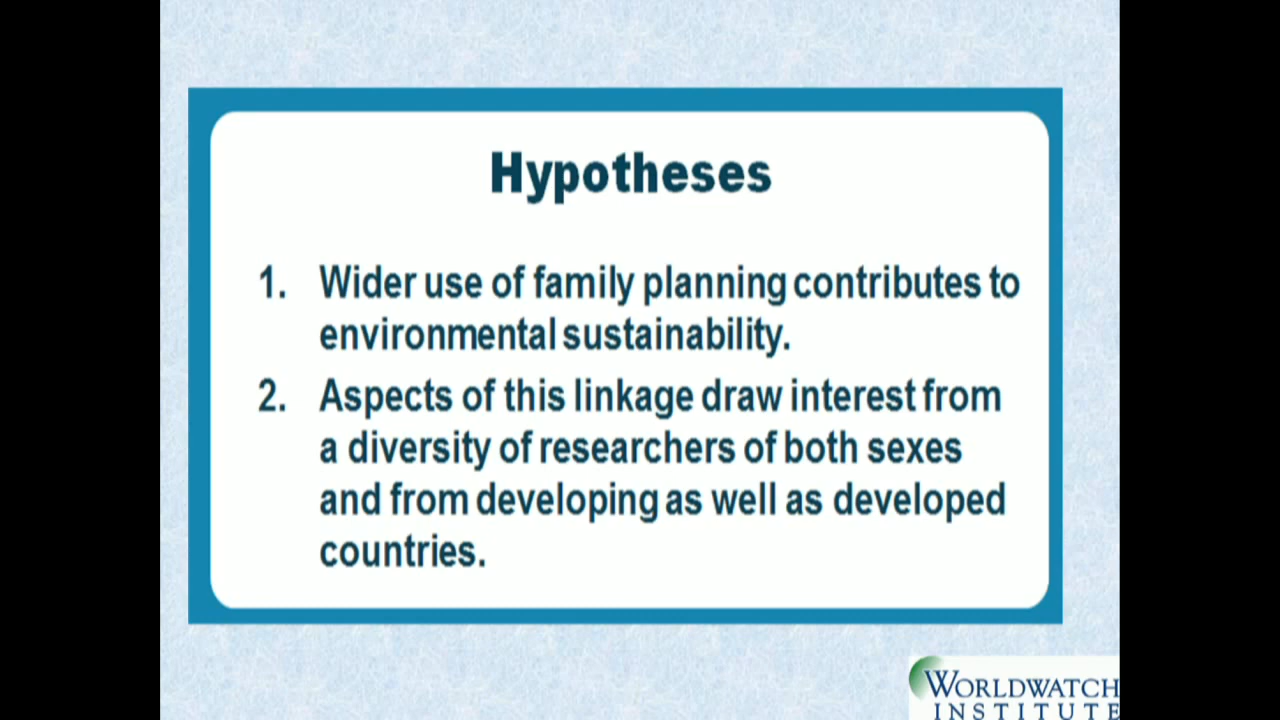 Hypotheses
1. Wider use of family planning contributes to
environmental sustainability.
2. Aspects of this linkage draw interest from
a diversity of researchers of both sexes
and from developing as well as developed
countries.
WORLDWATCH
INSTITUTE